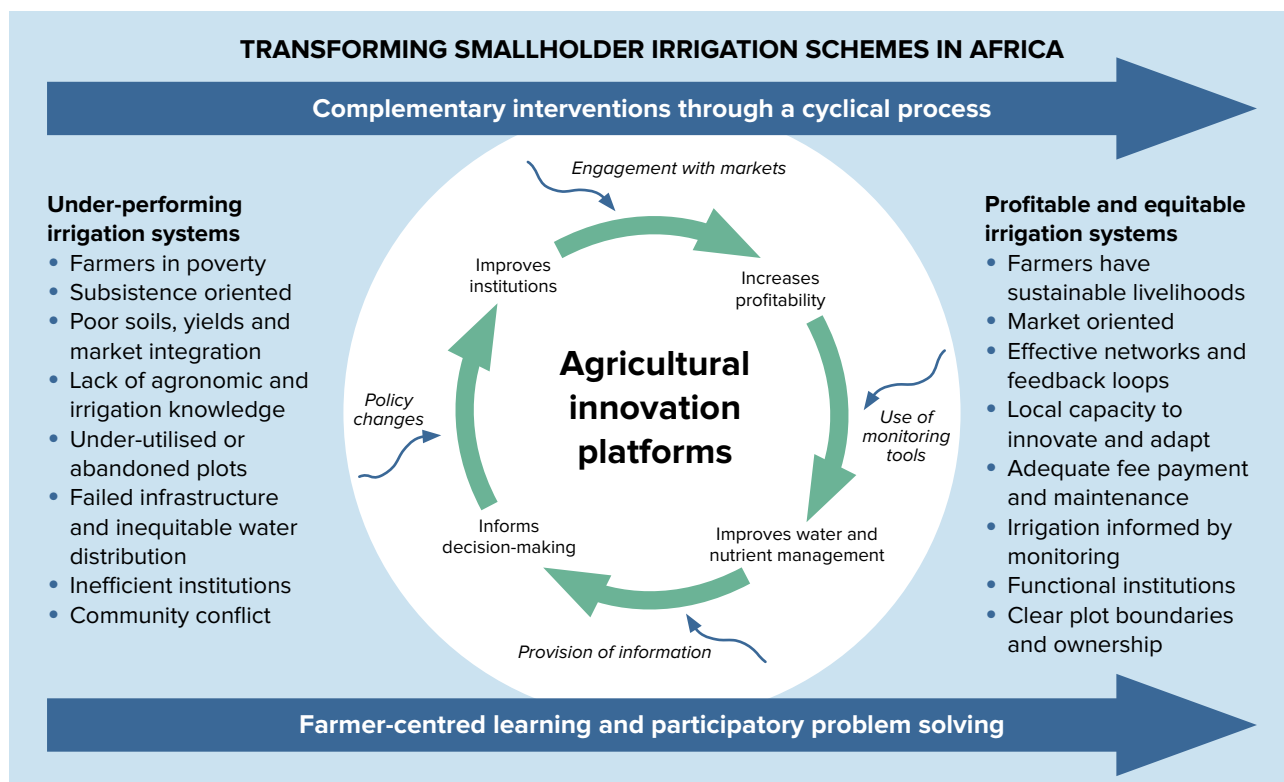 TRANSFORMING SMALLHOLDER IRRIGATION SCHEMES IN AFRICA
Complementary interventions through a cyclical process
Under-performing
irrigation systems
• Farmers in poverty
• Subsistence oriented
• Poor soils, yields and
market integration
• Lack of agronomic and
irrigation knowledge
• Under-utilised or
abandoned plots
• Failed infrastructure
and inequitable water
distribution
• Inefficient institutions
• Community conflict
Engagement with markets
Improves
institutions
Increases
profitability
Agricultural
innovation
platforms
Policy
changes
Use of
monitoring
tools
Informs
decision-making
Improves water and
nutrient management
Provision of information
Profitable and equitable
irrigation systems
• Farmers have
sustainable livelihoods
• Market oriented
• Effective networks and
feedback loops
• Local capacity to
innovate and adapt
• Adequate fee payment
and maintenance
• Irrigation informed by
monitoring
• Functional institutions
• Clear plot boundaries
and ownership
Farmer-centred learning and participatory problem solving